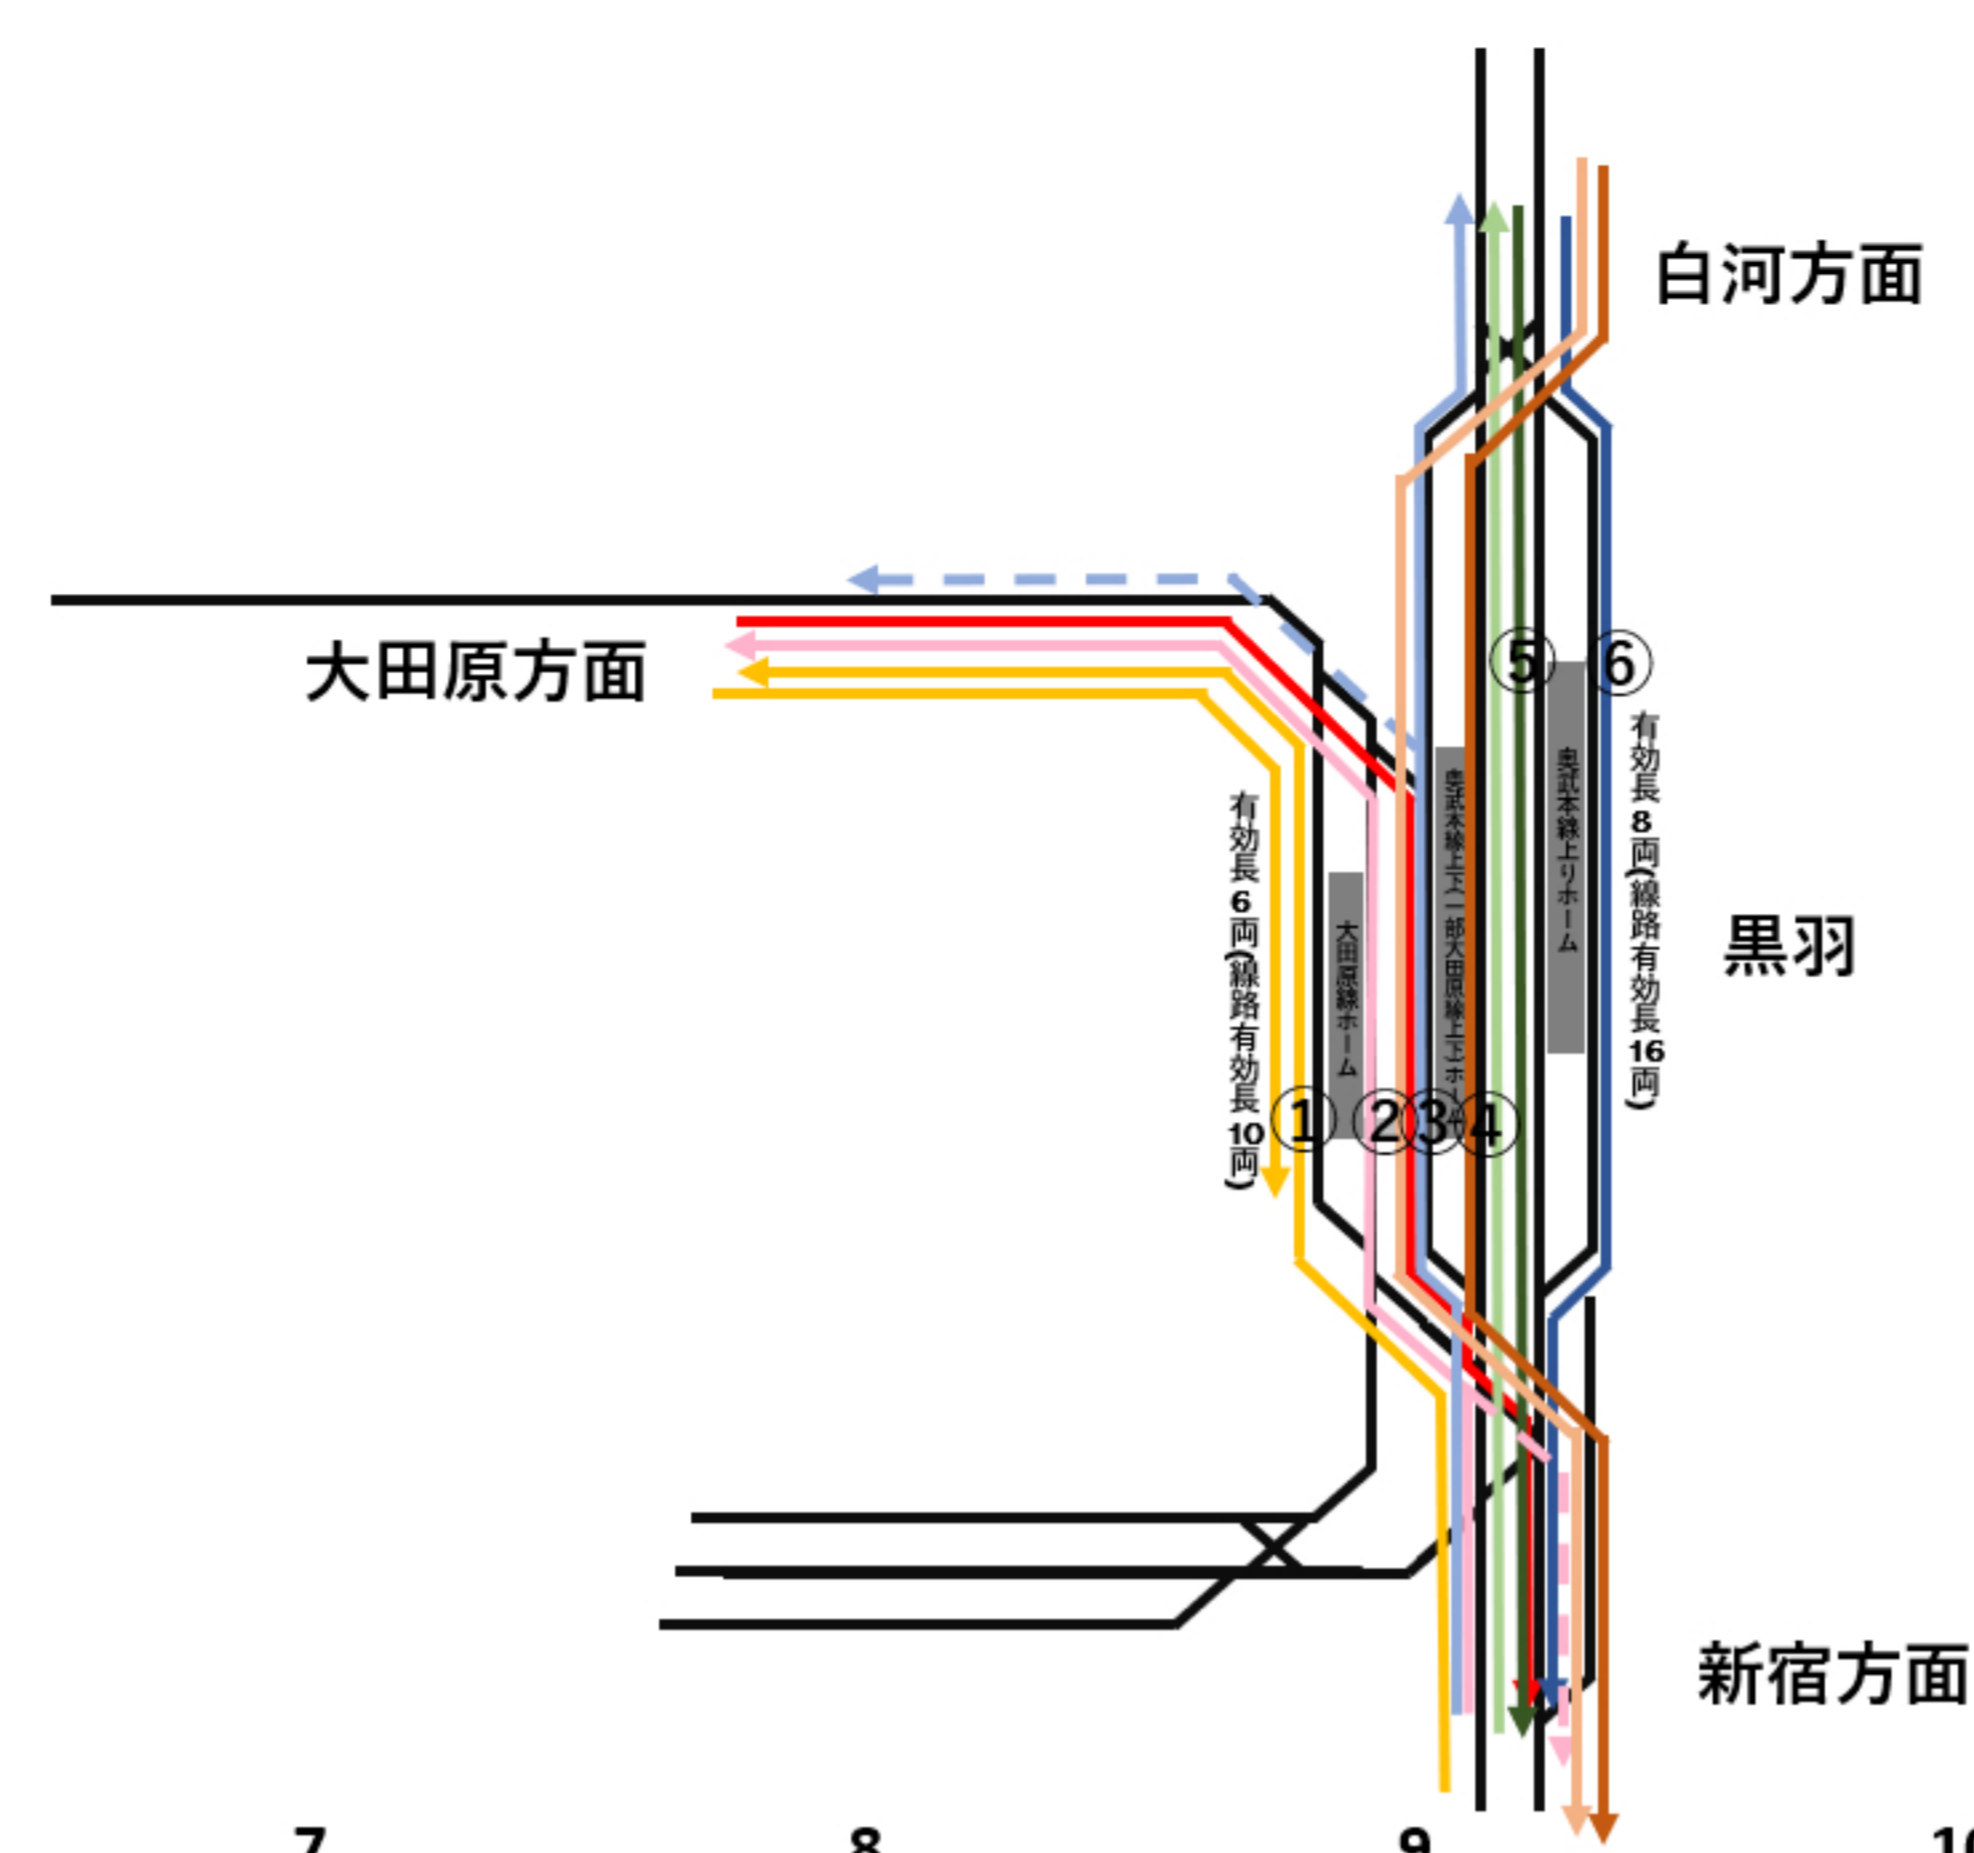 白河方面
大田原方面
⑤
⑥
有効長8両(線路有効長16両)
奥武本線上りホーム
奥武本線上下(一部大田原線上下)ホーム
有効長6両(線路有効長10両)
大田原線ホーム
黒羽
①
②
③
④
新宿方面
7
8
9